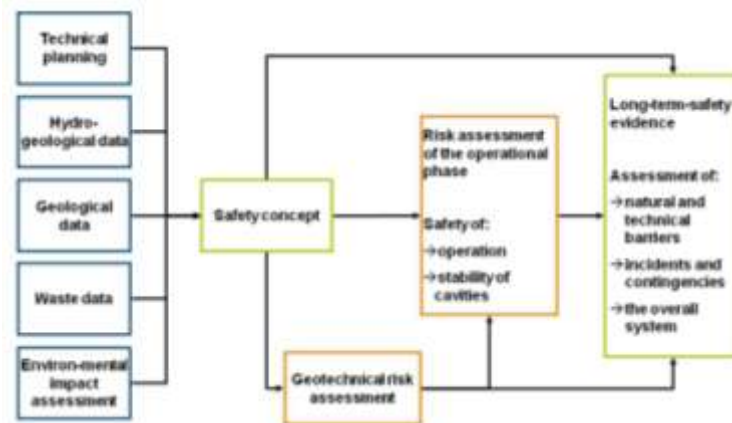 Technical
planning
Hydro-
geological data
Geological
data
Waste data
Environ-mental
impact
assessment
Safety concept
Geotechnical risk
assessment
Risk assessment
of the operational
phase
Safety of:
→operation
→stability of
cavities
Long-term-safety
evidence
Assessment of:
→natural and
technical
barriers
→incidents and
contingencies
→the overall
system